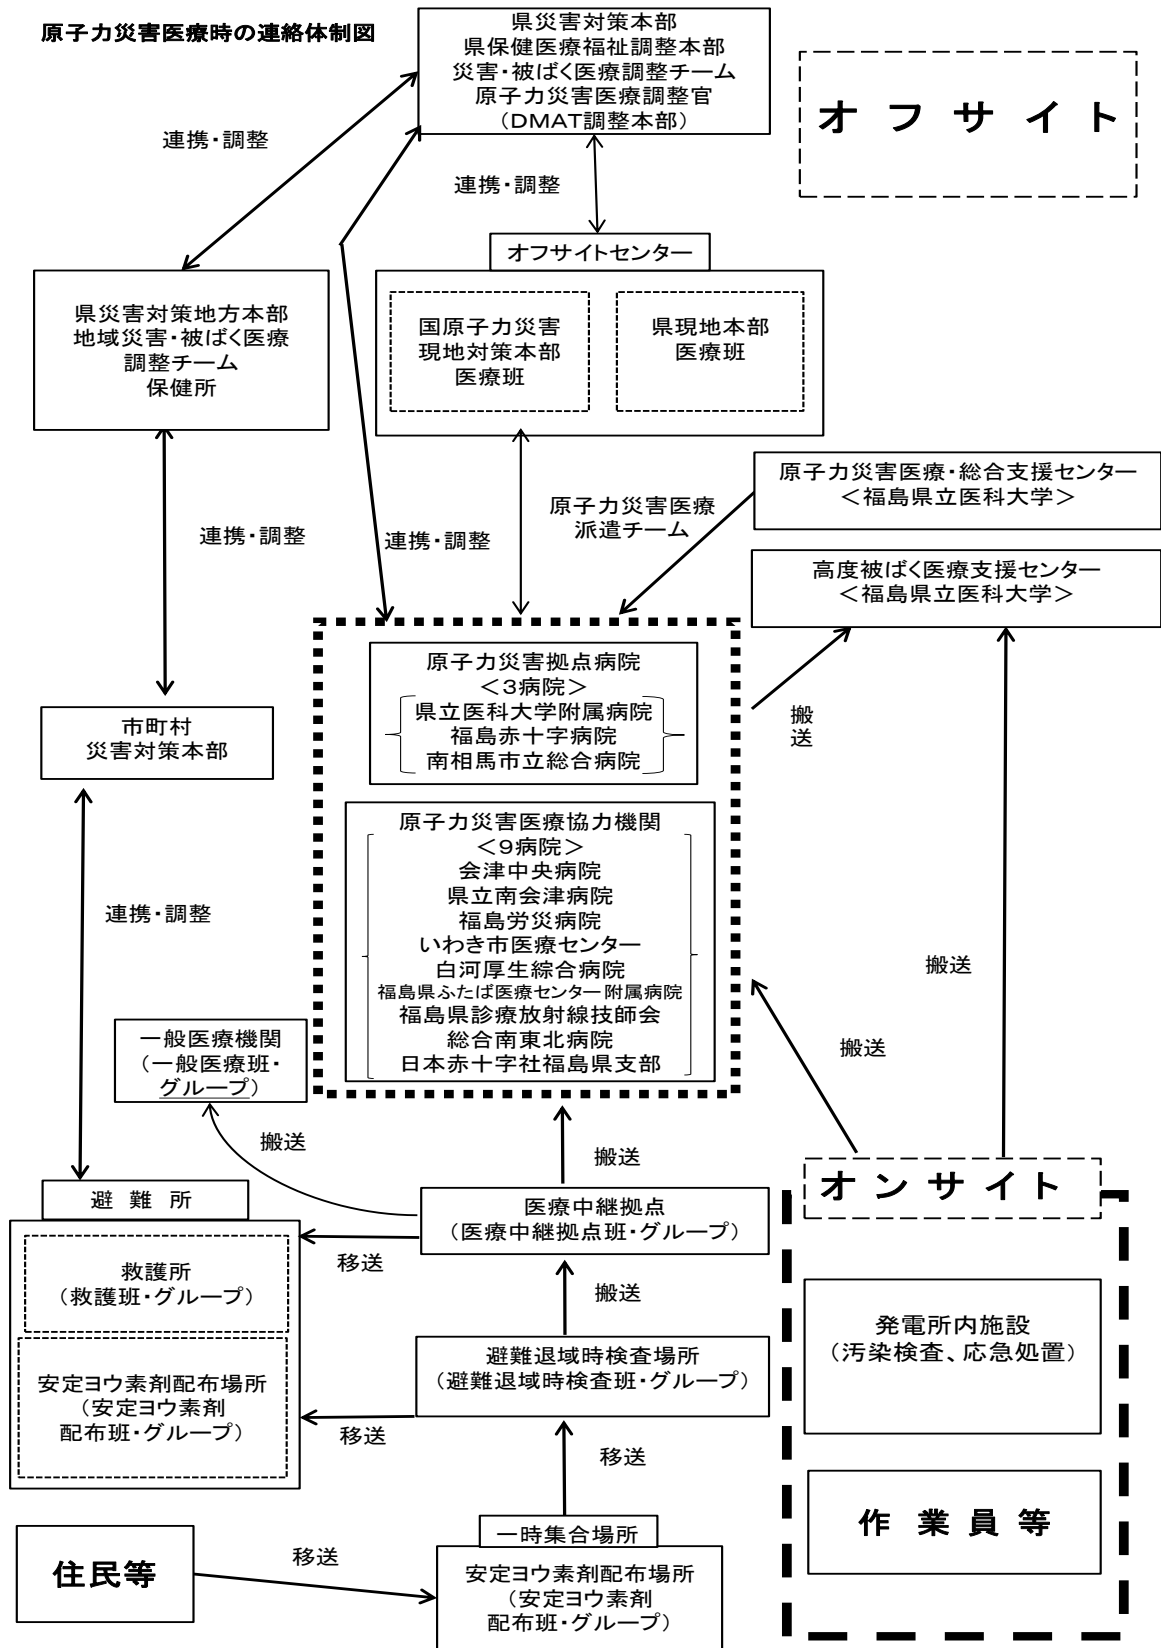 原子力災害医療時の連絡体制図
県災害対策本部
県保健医療福祉調整本部
災害・被ばく医療調整チーム
原子力災害医療調整官
（DMAT調整本部）
オフサイト
連携・調整
連携・調整
オフサイトセンター
県災害対策地方本部
地域災害・被ばく医療
調整チーム
保健所
国原子力災害
現地対策本部
医療班
県現地本部
医療班
原子力災害医療・総合支援センター
＜福島県立医科大学＞
原子力災害医療
派遣チーム
連携・調整
連携・調整
高度被ばく医療支援センター
＜福島県立医科大学＞
原子力災害拠点病院
＜3病院＞
県立医科大学附属病院
福島赤十字病院
南相馬市立総合病院
搬
送
市町村
災害対策本部
原子力災害医療協力機関
＜9病院＞
会津中央病院
県立南会津病院
福島労災病院
いわき市医療センター
白河厚生綜合病院
福島県ふたば医療センター附属病院
福島県診療放射線技師会
総合南東北病院
日本赤十字社福島県支部
連携・調整
搬送
搬送
一般医療機関
（一般医療班・
グループ）
搬送
搬送
避難所
医療中継拠点
（医療中継拠点班・グループ）
オンサイト
移送
救護所
（救護班・グループ）
搬送
発電所内施設
（汚染検査、応急処置）
避難退域時検査場所
（避難退域時検査班・グループ）
安定ヨウ素剤配布場所
（安定ヨウ素剤
配布班・グループ）
移送
移送
作業員等
一時集合場所
住民等
移送
安定ヨウ素剤配布場所
（安定ヨウ素剤
配布班・グループ）